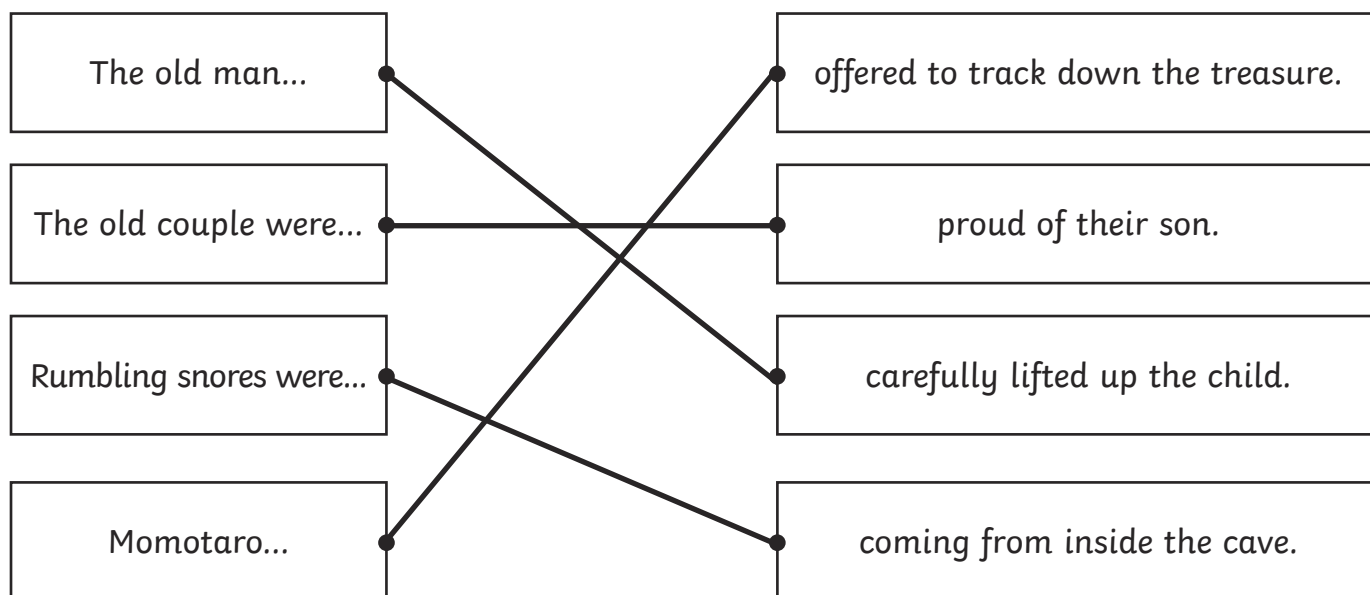 The old man...
offered to track down the treasure.
The old couple were...
proud of their son.
Rumbling snores were...
carefully lifted up the child.
Momotaro...
coming from inside the cave.